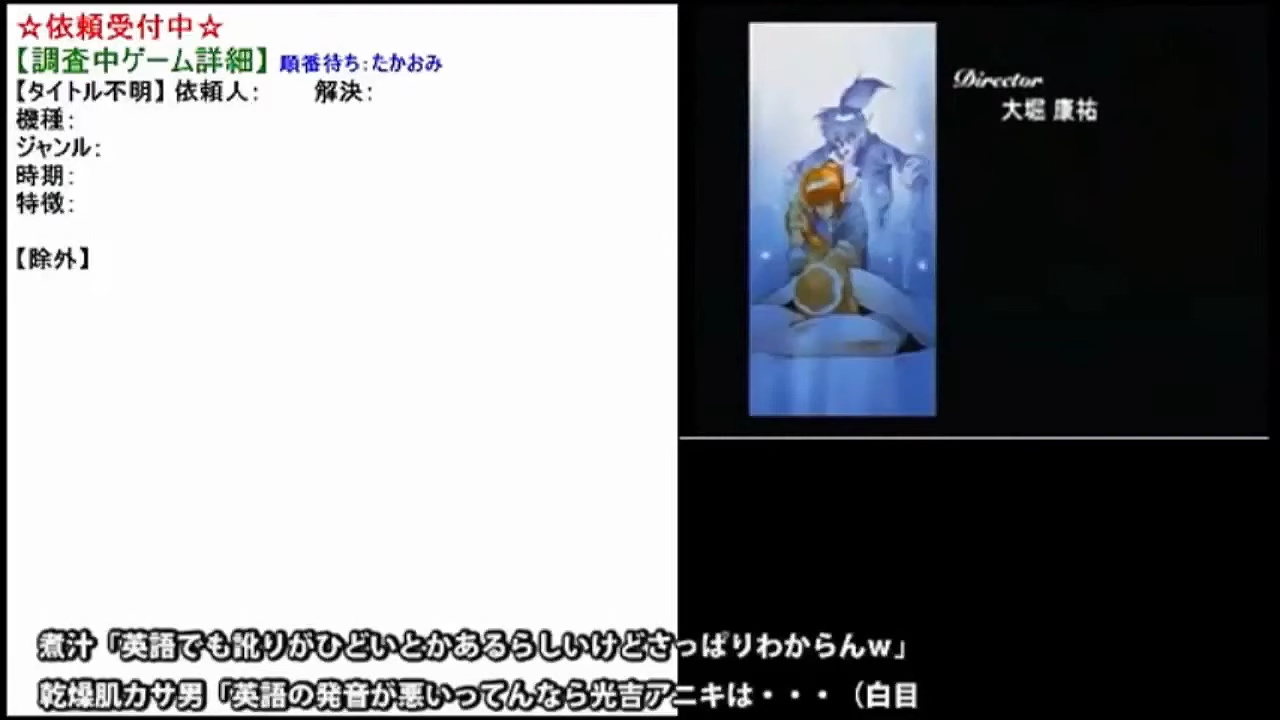 ☆依頼受付中☆
【調査中ゲーム詳細】 順番待ち:たかおみ
【タイトル不明】 依頼人: 解決:
機種:
ジャンル:
時期:
特徴:
【除外】
Director
大堀 康祐
煮汁「英語でも訛りがひどいとかあるらしいけどさっぱりわからんｗ」
乾燥肌カサ男「英語の発音が悪いってんなら光吉アニキは・・・（白目